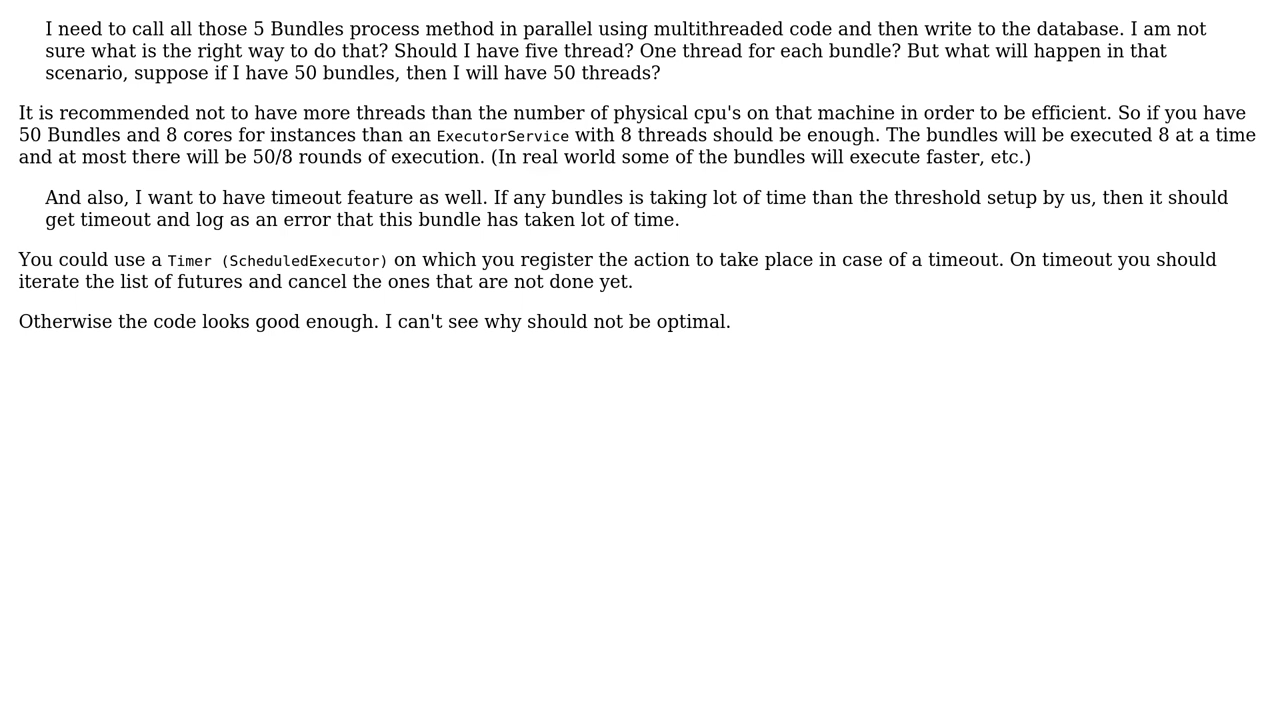 I need to call all those 5 Bundles process method in parallel using multithreaded code and then write to the database. I am not
sure what is the right way to do that? Should I have five thread? One thread for each bundle? But what will happen in that
scenario, suppose if I have 50 bundles, then I will have 50 threads?
It is recommended not to have more threads than the number of physical cpu's on that machine in order to be efficient. So if you have
50 Bundles and 8 cores for instances than an ExecutorService with 8 threads should be enough. The bundles will be executed 8 at a time
and at most there will be 50/8 rounds of execution. (In real world some of the bundles will execute faster, etc.)
And also, I want to have timeout feature as well. If any bundles is taking lot of time than the threshold setup by us, then it should
get timeout and log as an error that this bundle has taken lot of time.
You could use a Timer (ScheduledExecutor) on which you register the action to take place in case of a timeout. On timeout you should
iterate the list of futures and cancel the ones that are not done yet.
Otherwise the code looks good enough. I can't see why should not be optimal.